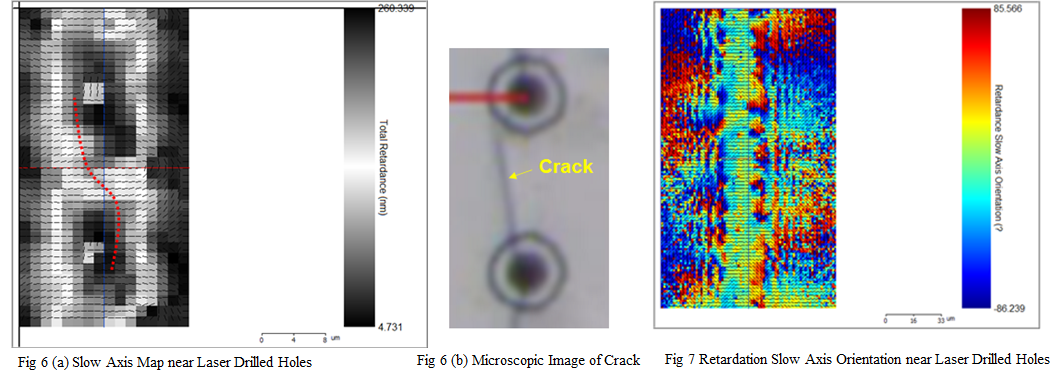 260.339
Total Retardance (nm)
4.731
0 4 8 um
Crack
85.566
Retardance Slow Axis Orientation (?
-86.239
0 16 33 um
Fig 6 (a) Slow Axis Map near Laser Drilled Holes
Fig 6 (b) Microscopic Image of Crack
Fig 7 Retardation Slow Axis Orientation near Laser Drilled Holes